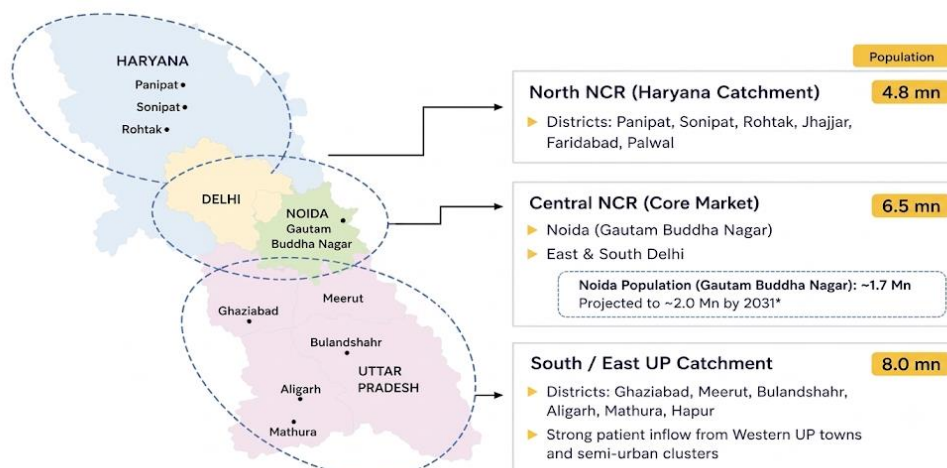 HARYANA
Panipat
Sonipat
Rohtak
DELHI
NOIDA
Gautam
Buddha Nagar
Ghaziabad
Meerut
Bulandshahr
UTTAR
PRADESH
Aligarh
Mathura
Population
North NCR (Haryana Catchment)
4.8 mn
Districts: Panipat, Sonipat, Rohtak, Jhajjar,
Faridabad, Palwal
Central NCR (Core Market)
6.5 mn
Noida (Gautam Buddha Nagar)
East & South Delhi
Noida Population (Gautam Buddha Nagar): ~1.7 Mn
Projected to ~2.0 Mn by 2031*
South / East UP Catchment
8.0 mn
Districts: Ghaziabad, Meerut, Bulandshahr,
Aligarh, Mathura, Hapur
Strong patient inflow from Western UP towns
and semi-urban clusters